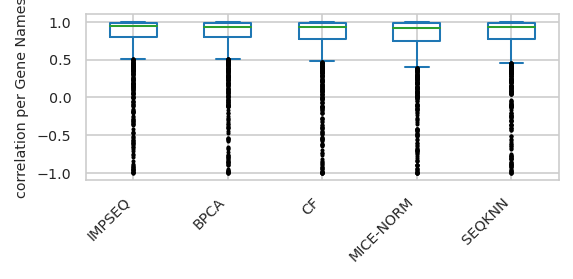 correlation per Gene Names
1.0
0.5
0.0
−0.5
−1.0
IMPSEQ
BPCA
CF
MICE-NORM
SEQKNN